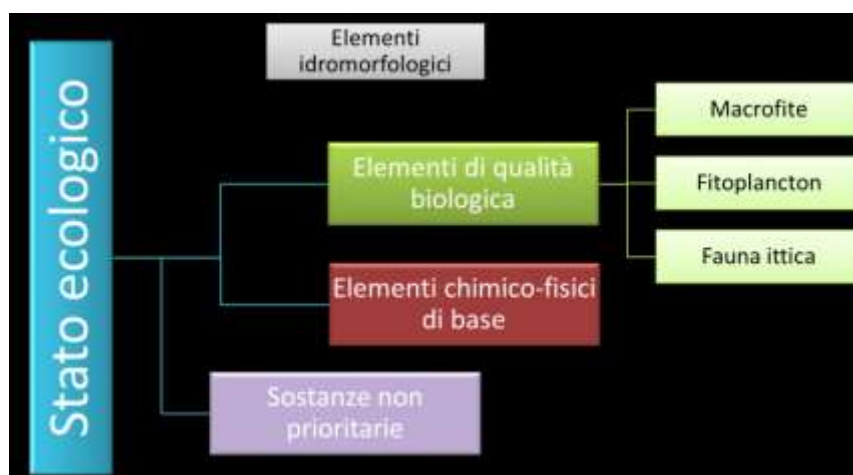 Stato ecologico
Elementi
idromorfologici
Elementi di qualità
biologica
Macrofite
Fitoplancton
Fauna ittica
Elementi chimico-fisici
di base
Sostanze non
prioritarie